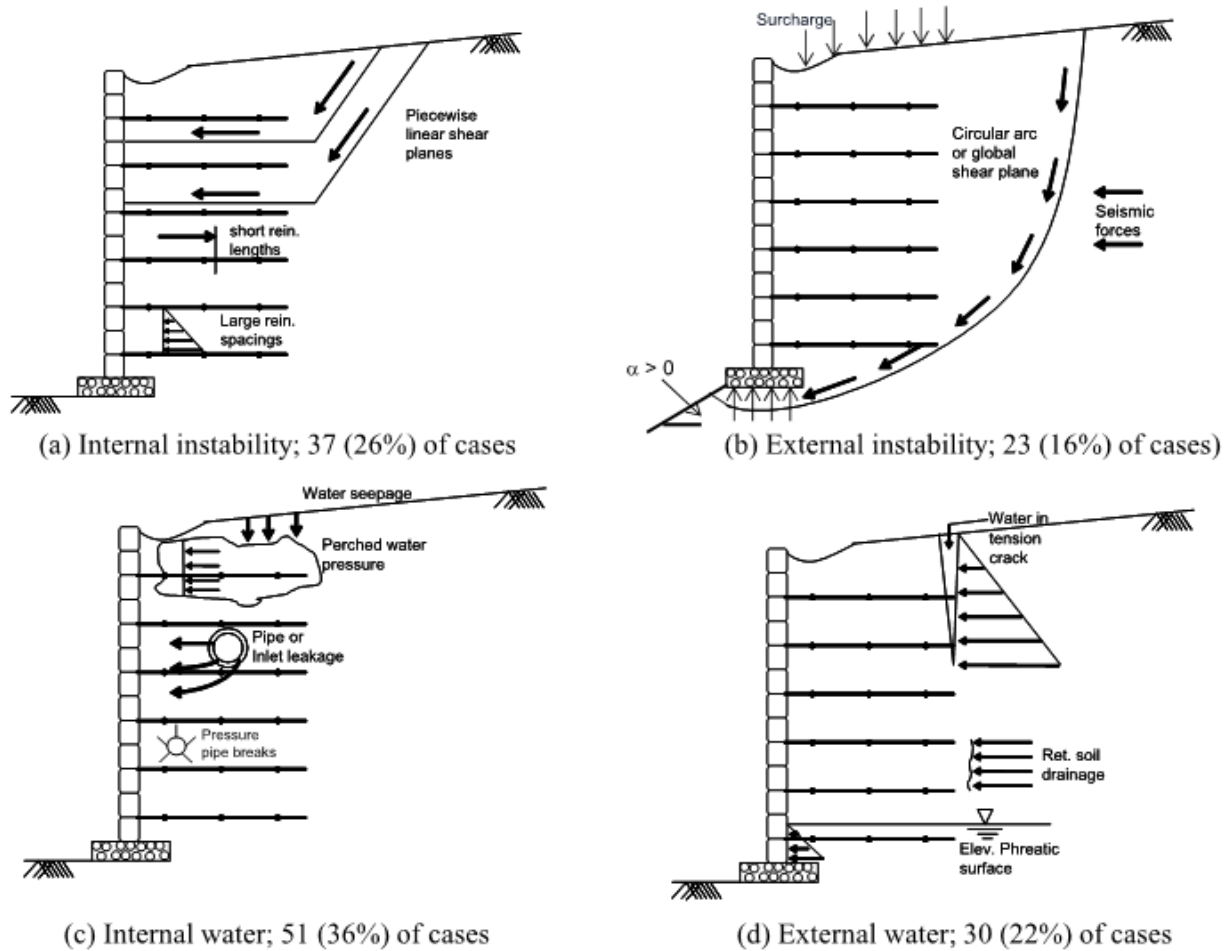 Piecewise
linear shear
planes
short rein.
lengths
Large rein.
spacings
(a) Internal instability; 37 (26%) of cases
Surcharge
Circular arc
or global
shear plane
Seismic
forces
α > 0
(b) External instability; 23 (16%) of cases)
Water seepage
Perched water
pressure
Pipe or
Inlet leakage
Pressure
pipe breaks
(c) Internal water; 51 (36%) of cases
Water in
tension
crack
Ret. soil
drainage
Elev. Phreatic
surface
(d) External water; 30 (22%) of cases